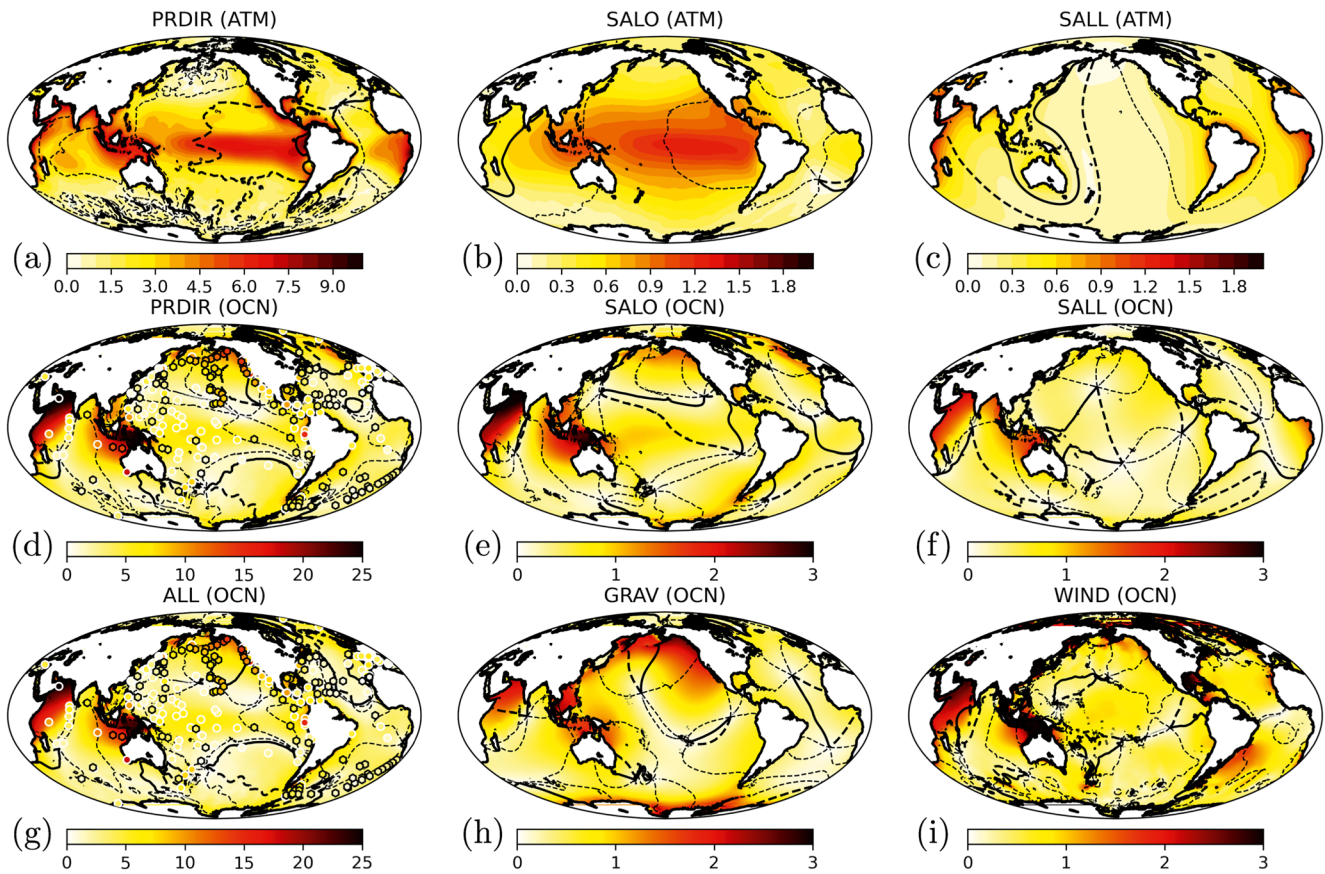 PRDIR (ATM) SALO (ATM) SALL (ATM)
(a) (b) (c)
0.0 1.5 3.0 4.5 6.0 7.5 9.0 0.0 0.3 0.6 0.9 1.2 1.5 1.8 0.0 0.3 0.6 0.9 1.2 1.5 1.8
PRDIR (OCN) SALO (OCN) SALL (OCN)
(d) (e) (f)
0 5 10 15 20 25 0 1 2 3 0 1 2 3
ALL (OCN) GRAV (OCN) WIND (OCN)
(g) (h) (i)
0 5 10 15 20 25 0 1 2 3 0 1 2 3